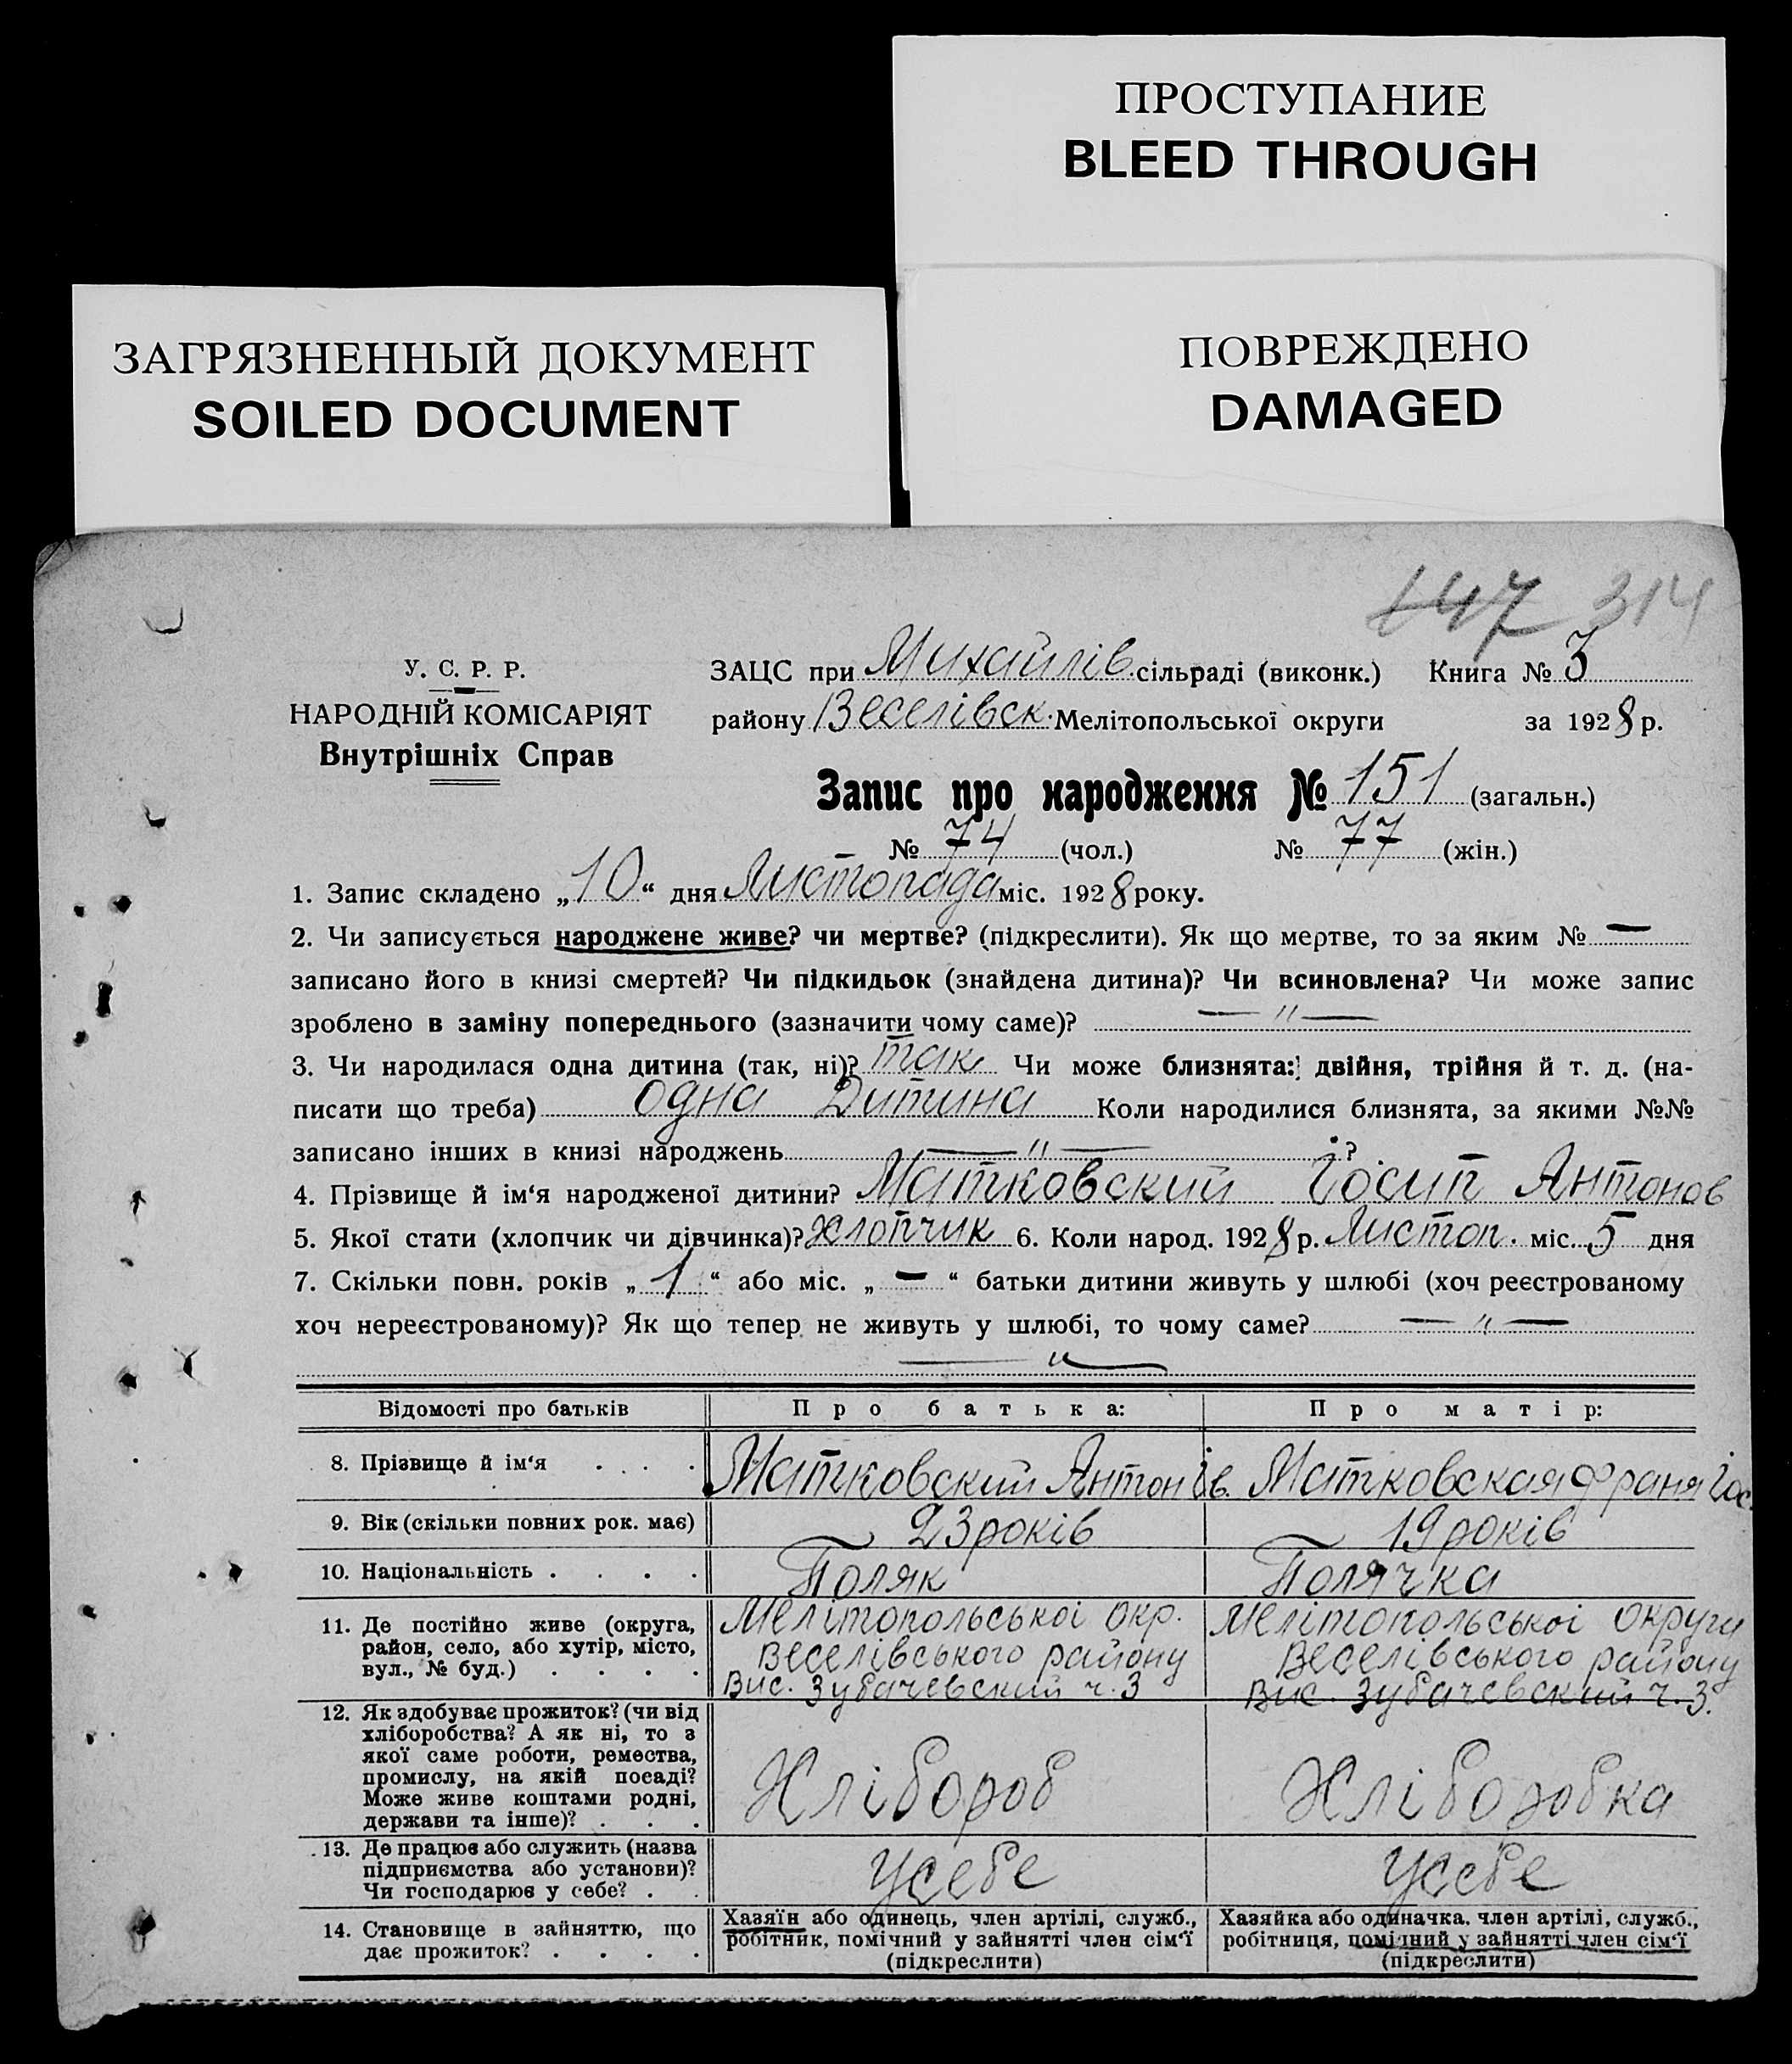 ПРОСТУПАНИЕ
BLEED THROUGH
ЗАГРЯЗНЕННЫЙ ДОКУМЕНТ
SOILED DOCUMENT
ПОВРЕЖДЕНО
DAMAGED
147 314
У. С. Р. Р.
НАРОДНІЙ КОМІСАРІЯТ
Внутрішніх Справ
ЗАЦС при Михайлів. сільраді (виконк.) Книга № 3
району Веселівск. Мелітопольської округи за 1928 р.
Запис про народження № 151 (загальн.)
№ 74 (чол.) № 77 (жін.)
1. Запис складено „10“ дня Листопада міс. 1928 року.
2. Чи записується народжене живе? чи мертве? (підкреслити). Як що мертве, то за яким № —
записано його в книзі смертей? Чи підкидьок (знайдена дитина)? Чи всиновлена? Чи може запис
зроблено в заміну попереднього (зазначити чому саме)? — " —
3. Чи народилася одна дитина (так, ні)? так Чи може близнята: двійня, трійня й т. д. (на-
писати що треба) одна Дитина Коли народилися близнята, за якими №№
записано інших в книзі народжень — " — ?
4. Прізвище й ім‘я народженої дитини? Матковский Іосип Антонов
5. Якої стати (хлопчик чи дівчинка)? Хлопчик 6. Коли народ. 1928 р. Листоп. міс. 5 дня
7. Скільки повн. років „1“ або міс. „—“ батьки дитини живуть у шлюбі (хоч реєстрованому
хоч нереєстрованому)? Як що тепер не живуть у шлюбі, то чому саме? — " —
— " —
Відомості про батьків Про батька: Про матір:
8. Прізвище й ім‘я . . . . Матковский Антон Ів. Матковская Франя Іос.
9. Вік (скільки повних рок. має) 23 років 19 років
10. Національність . . . . Поляк Полячка
11. Де постійно живе (округа,
район, село, або хутір, місто,
вул., № буд.) . . . .
Мелітопольської окр.
Веселівського району
Вис. Зубачевский ч. 3
Мелітопольської округи
Веселівського району
Вис. Зубачевский ч. 3.
12. Як здобуває прожиток? (чи від
хліборобства? А як ні, то з
якої саме роботи, ремества,
промислу, на якій посаді?
Може живе коштами родні,
держави та інше)? . . .
Хлібороб
Хліборобка
13. Де працює або служить (назва
підприємства або установи)?
Чи господарює у себе? . .
Усебе
Усебе
14. Становище в зайняттю, що
дає прожиток? . . . .
Хазяїн або одинець, член артілі, служб.,
робітник, помічний у зайнятті член сім‘ї
(підкреслити)
Хазяйка або одиначка, член артілі, служб.,
робітниця, помічний у зайнятті член сім‘ї
(підкреслити)